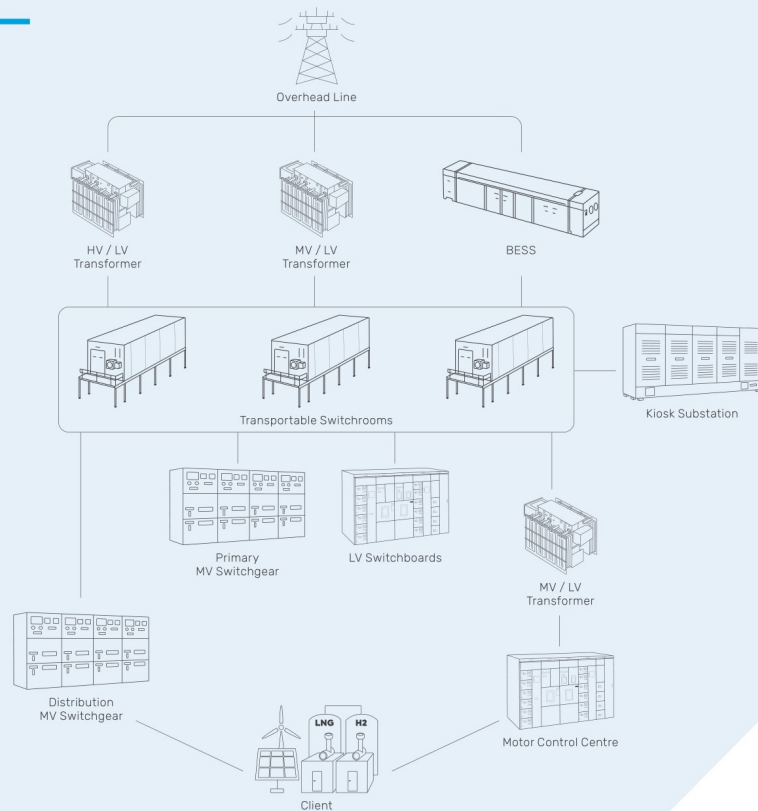 Overhead Line
HV / LV
Transformer
MV / LV
Transformer
BESS
Transportable Switchrooms
Kiosk Substation
Primary
MV Switchgear
LV Switchboards
MV / LV
Transformer
Distribution
MV Switchgear
LNG
H2
Motor Control Centre
Client